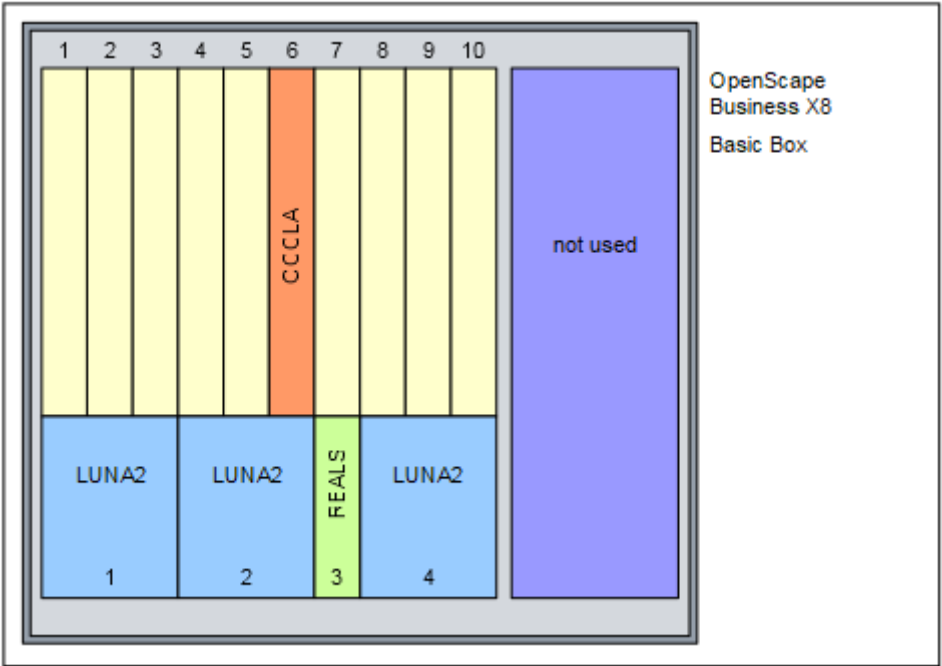 1 2 3 4 5 6 7 8 9 10
OpenScape
Business X8
Basic Box
CCCLA
not used
LUNA2 LUNA2 REALS LUNA2
1 2 3 4